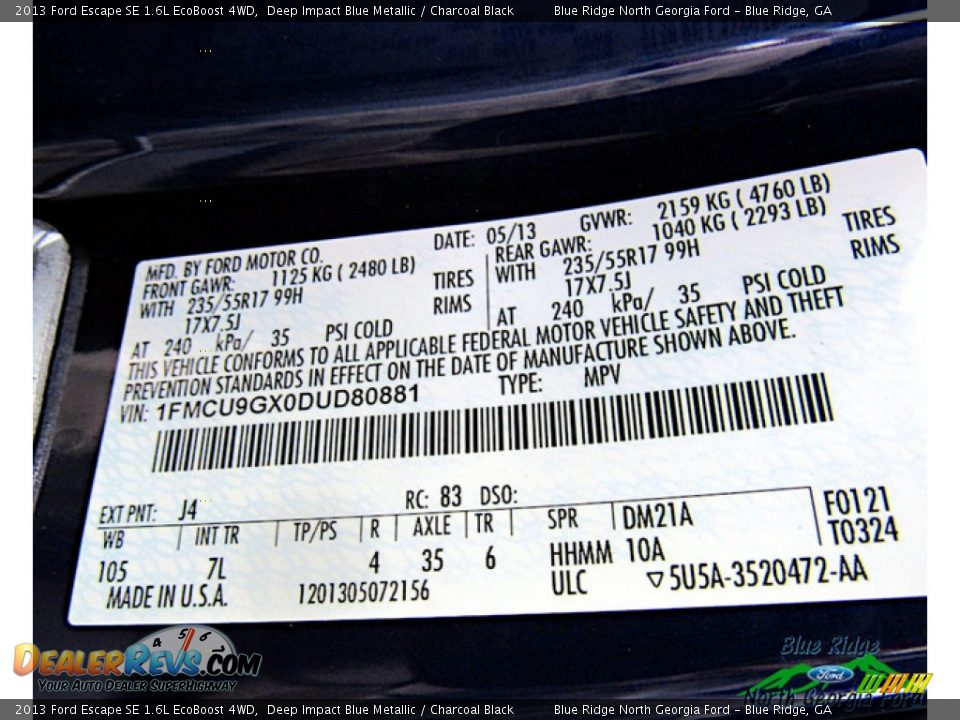 2013 Ford Escape SE 1.6L EcoBoost 4WD, Deep Impact Blue Metallic / Charcoal Black Blue Ridge North Georgia Ford - Blue Ridge, GA
MFD. BY FORD MOTOR CO. DATE: 05/13 GVWR: 2159 KG ( 4760 LB)
FRONT GAWR: 1125 KG ( 2480 LB) REAR GAWR: 1040 KG ( 2293 LB)
WITH 235/55R17 99H TIRES WITH 235/55R17 99H TIRES
17X7.5J RIMS 17X7.5J RIMS
AT 240 kPa/ 35 PSI COLD AT 240 kPa/ 35 PSI COLD
THIS VEHICLE CONFORMS TO ALL APPLICABLE FEDERAL MOTOR VEHICLE SAFETY AND THEFT
PREVENTION STANDARDS IN EFFECT ON THE DATE OF MANUFACTURE SHOWN ABOVE.
VIN: 1FMCU9GX0DUD80881 TYPE: MPV
EXT PNT: J4 RC: 83 DSO:
WB INT TR TP/PS R AXLE TR SPR DM21A F0121
T0324
105 7L 4 35 6 HHMM 10A
MADE IN U.S.A. 1201305072156 ULC ▽5U5A-3520472-AA
DEALERREVS.COM
YOUR AUTO DEALER SUPERHIGHWAY
4 5 6
Blue Ridge
Ford
North Georgia Ford
2013 Ford Escape SE 1.6L EcoBoost 4WD, Deep Impact Blue Metallic / Charcoal Black Blue Ridge North Georgia Ford - Blue Ridge, GA